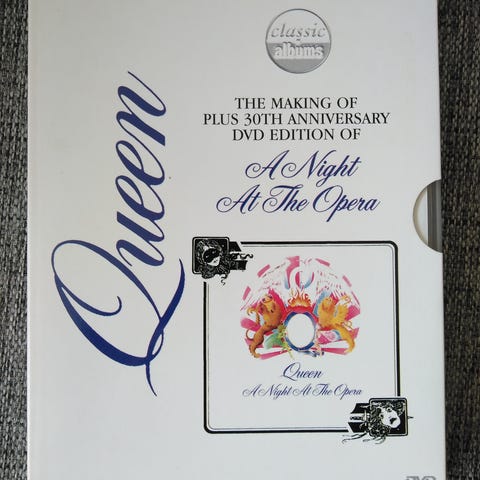 classic
albums
THE MAKING OF
PLUS 30TH ANNIVERSARY
DVD EDITION OF
A Night
At The Opera
Queen
Queen
A Night At The Opera
DVD